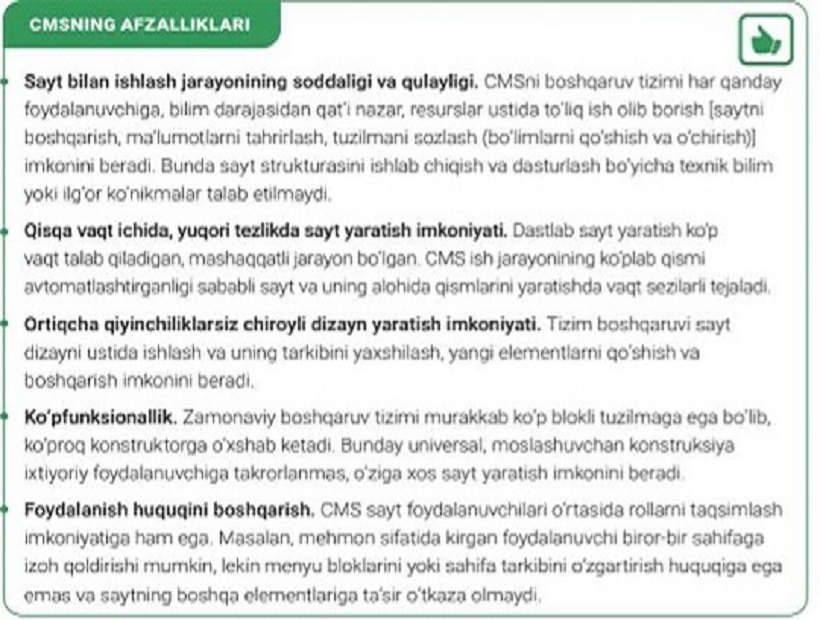 CMSNING AFZALLIKLARI
Sayt bilan ishlash jarayonining soddaligi va qulayligi. CMSni boshqaruv tizimi har qanday
foydalanuvchiga, bilim darajasidan qat’i nazar, resurslar ustida to‘liq ish olib borish [saytni
boshqarish, ma’lumotlarni tahrirlash, tuzilmani sozlash (bo‘limlarni qo‘shish va o‘chirish)]
imkonini beradi. Bunda sayt strukturasini ishlab chiqish va dasturlash bo‘yicha texnik bilim
yoki ilg‘or ko‘nikmalar talab etilmaydi.
Qisqa vaqt ichida, yuqori tezlikda sayt yaratish imkoniyati. Dastlab sayt yaratish ko‘p
vaqt talab qiladigan, mashaqqatli jarayon bo‘lgan. CMS ish jarayonining ko‘plab qismi
avtomatlashtirganligi sababli sayt va uning alohida qismlarini yaratishda vaqt sezilarli tejaladi.
Ortiqcha qiyinchiliklarsiz chiroyli dizayn yaratish imkoniyati. Tizim boshqaruvi sayt
dizayni ustida ishlash va uning tarkibini yaxshilash, yangi elementlarni qo‘shish va
boshqarish imkonini beradi.
Ko‘pfunksionallik. Zamonaviy boshqaruv tizimi murakkab ko‘p blokli tuzilmaga ega bo‘lib,
ko‘proq konstruktorga o‘xshab ketadi. Bunday universal, moslashuvchan konstruksiya
ixtiyoriy foydalanuvchiga takrorlanmas, o‘ziga xos sayt yaratish imkonini beradi.
Foydalanish huquqini boshqarish. CMS sayt foydalanuvchilari o‘rtasida rollarni taqsimlash
imkoniyatiga ham ega. Masalan, mehmon sifatida kirgan foydalanuvchi biror-bir sahifaga
izoh qoldirishi mumkin, lekin menyu bloklarini yoki sahifa tarkibini o‘zgartirish huquqiga ega
emas va saytning boshqa elementlariga ta’sir o‘tkaza olmaydi.